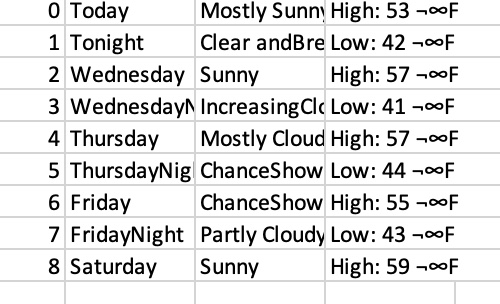 0 Today Mostly Sunny High: 53 ¬∞F
1 Tonight Clear andBre Low: 42 ¬∞F
2 Wednesday Sunny High: 57 ¬∞F
3 WednesdayN IncreasingClo Low: 41 ¬∞F
4 Thursday Mostly Cloud High: 57 ¬∞F
5 ThursdayNig Chance​Show Low: 44 ¬∞F
6 Friday ChanceShow High: 55 ¬∞F
7 FridayNight Partly Cloudy Low: 43 ¬∞F
8 Saturday Sunny High: 59 ¬∞F